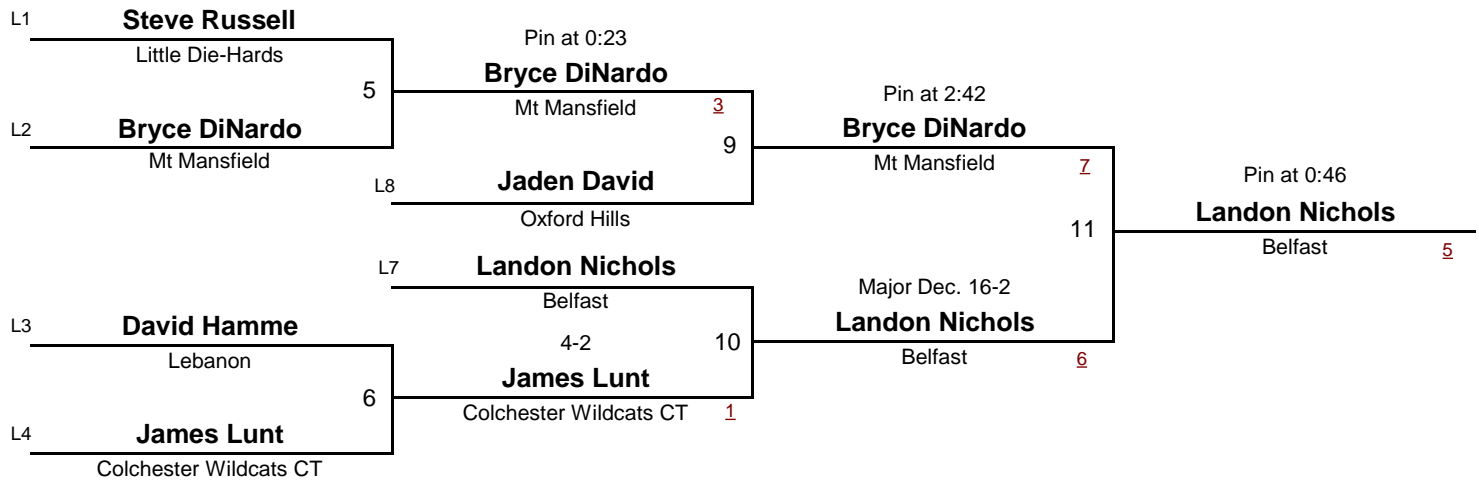 L1 Steve Russell
Little Die-Hards
5
L2 Bryce DiNardo
Mt Mansfield
Pin at 0:23
Bryce DiNardo
Mt Mansfield 3
9
L8 Jaden David
Oxford Hills
Pin at 2:42
Bryce DiNardo
Mt Mansfield 7
11
Pin at 0:46
Landon Nichols
Belfast 5
L7 Landon Nichols
Belfast
10
Major Dec. 16-2
Landon Nichols
Belfast 6
L3 David Hamme
Lebanon
6
L4 James Lunt
Colchester Wildcats CT
4-2
James Lunt
Colchester Wildcats CT 1